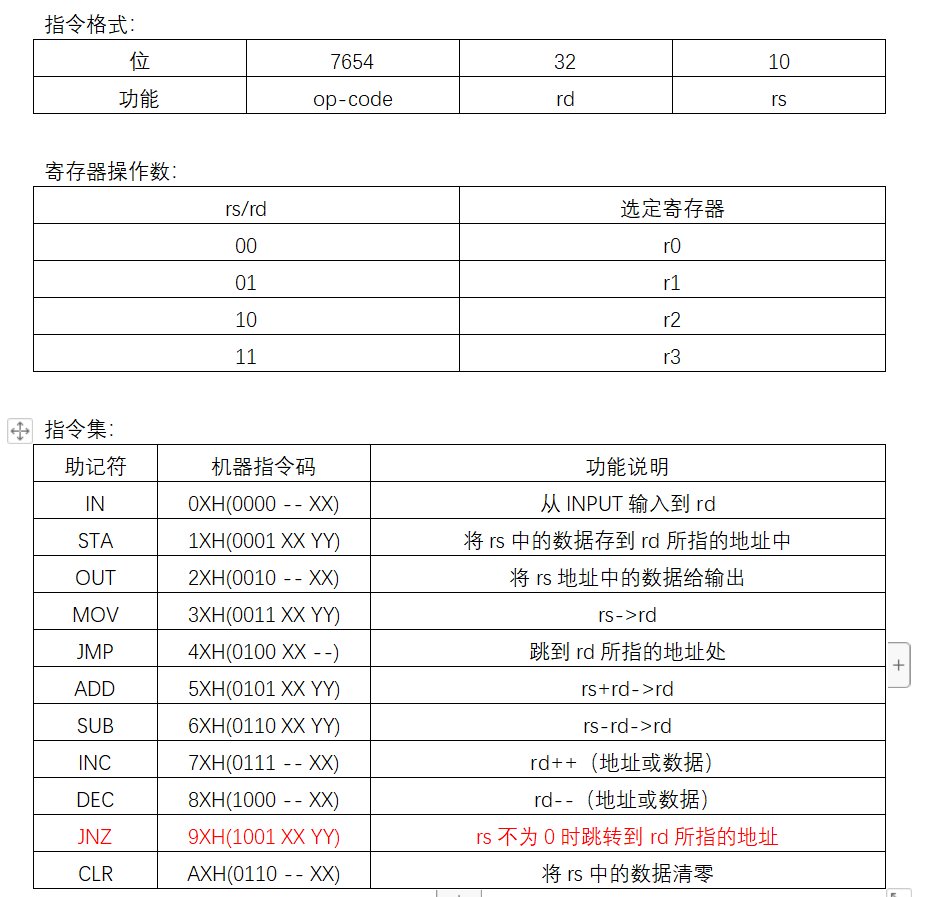 指令格式：
位 7654 32 10
功能 op-code rd rs
寄存器操作数：
rs/rd 选定寄存器
00 r0
01 r1
10 r2
11 r3
指令集：
助记符 机器指令码 功能说明
IN 0XH(0000 -- XX) 从 INPUT 输入到 rd
STA 1XH(0001 XX YY) 将 rs 中的数据存到 rd 所指的地址中
OUT 2XH(0010 -- XX) 将 rs 地址中的数据给输出
MOV 3XH(0011 XX YY) rs->rd
JMP 4XH(0100 XX --) 跳到 rd 所指的地址处
ADD 5XH(0101 XX YY) rs+rd->rd
SUB 6XH(0110 XX YY) rs-rd->rd
INC 7XH(0111 -- XX) rd++（地址或数据）
DEC 8XH(1000 -- XX) rd--（地址或数据）
JNZ 9XH(1001 XX YY) rs 不为 0 时跳转到 rd 所指的地址
CLR AXH(0110 -- XX) 将 rs 中的数据清零